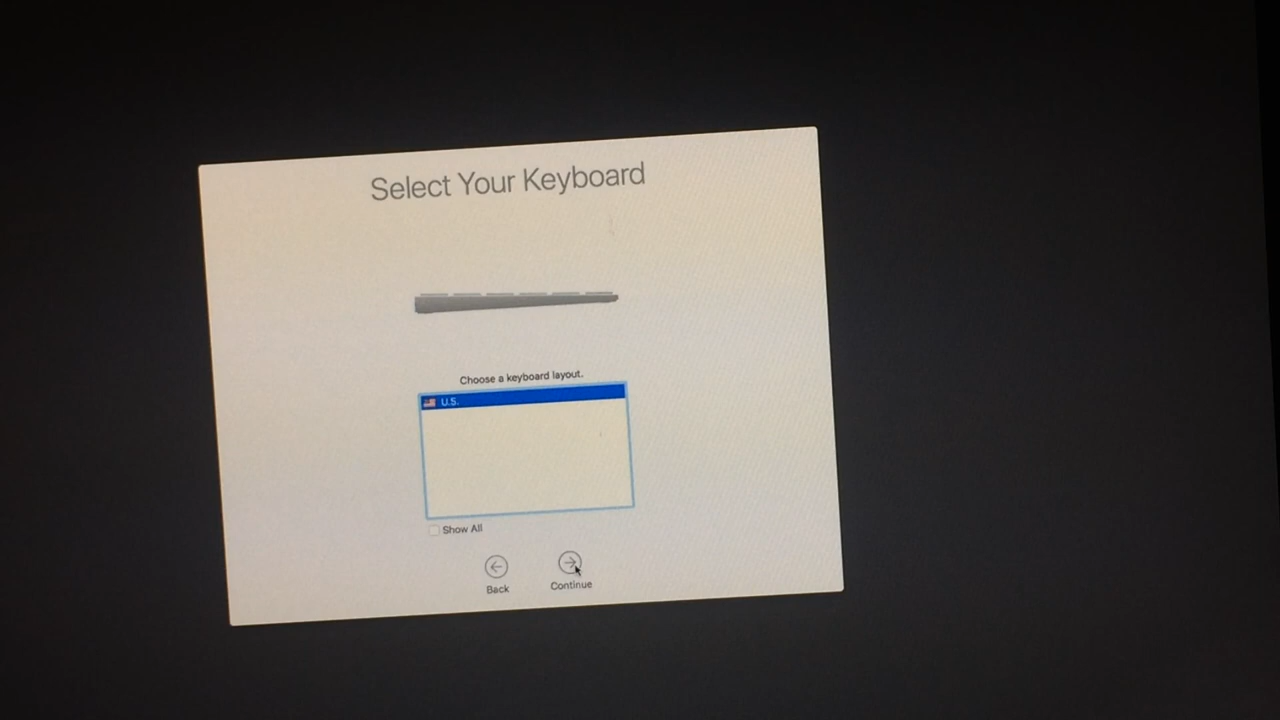 Select Your Keyboard
Choose a keyboard layout.
U.S.
Show All
Back
Continue